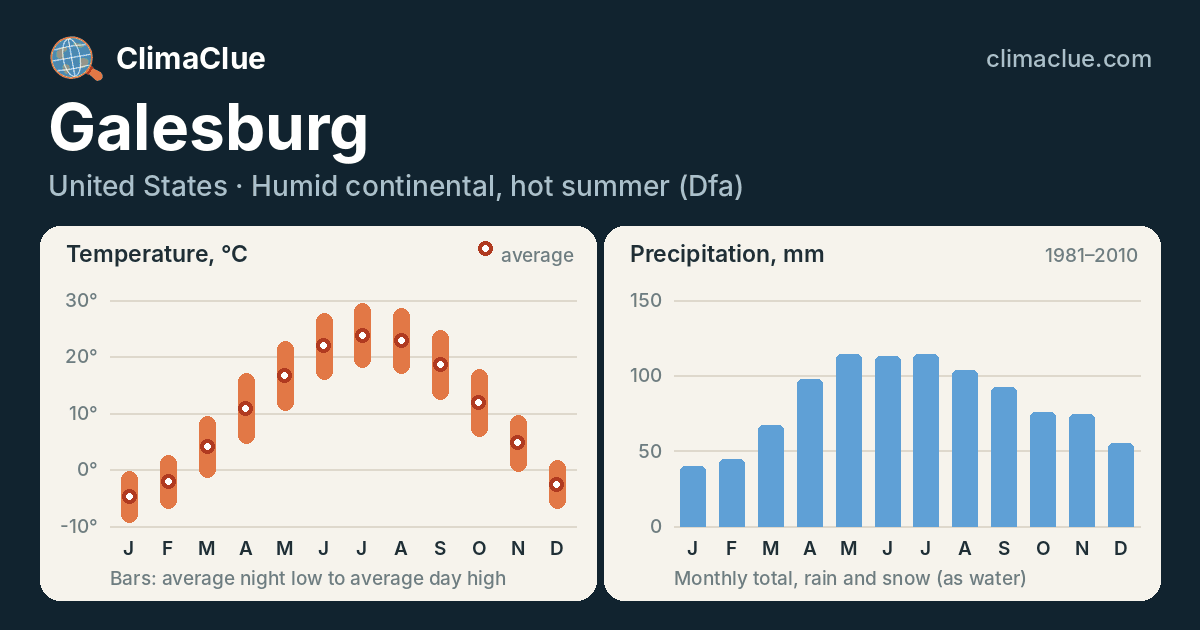 ClimaClue
climaclue.com
Galesburg
United States · Humid continental, hot summer (Dfa)
Temperature, °C
average
30°
20°
10°
0°
-10°
J F M A M J J A S O N D
Bars: average night low to average day high
Precipitation, mm
1981–2010
150
100
50
0
J F M A M J J A S O N D
Monthly total, rain and snow (as water)